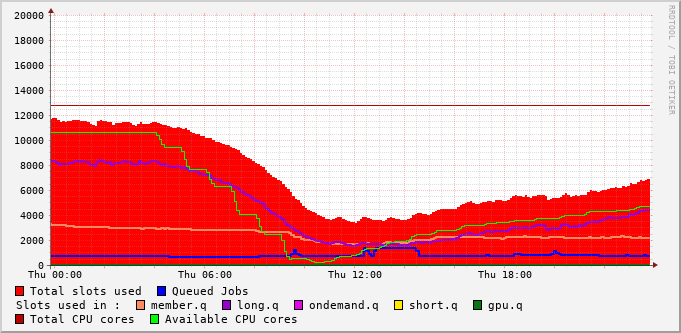 20000
18000
16000
14000
12000
10000
8000
6000
4000
2000
0
Thu 00:00 Thu 06:00 Thu 12:00 Thu 18:00
RRDTOOL / TOBI OETIKER
Total slots used Queued Jobs
Slots used in : member.q long.q ondemand.q short.q gpu.q
Total CPU cores Available CPU cores